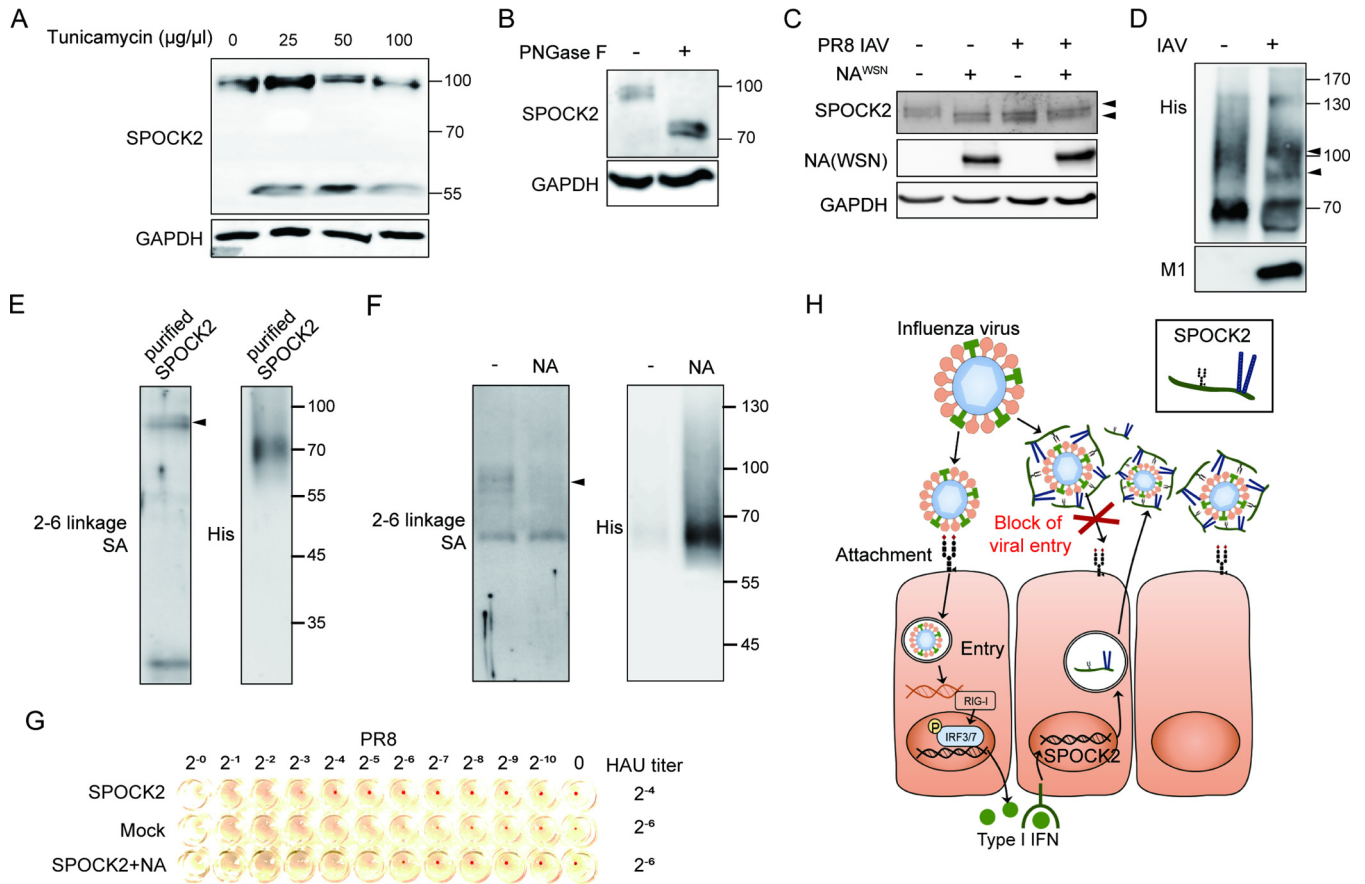 A
Tunicamycin (µg/µl) 0 25 50 100
SPOCK2
100
70
55
GAPDH
B
PNGase F - +
SPOCK2
100
70
GAPDH
C
PR8 IAV - - + +
NAWSN - + - +
SPOCK2
NA(WSN)
GAPDH
D
IAV - +
His
170
130
100
70
M1
E
purified
SPOCK2
purified
SPOCK2
2-6 linkage
SA
His
100
70
55
45
35
F
- NA
- NA
2-6 linkage
SA
His
130
100
70
55
45
G
PR8
2-0 2-1 2-2 2-3 2-4 2-5 2-6 2-7 2-8 2-9 2-10 0 HAU titer
SPOCK2 2-4
Mock 2-6
SPOCK2+NA 2-6
H
Influenza virus
SPOCK2
Block of
viral entry
Attachment
Entry
RIG-I
P
IRF3/7
SPOCK2
Type I IFN